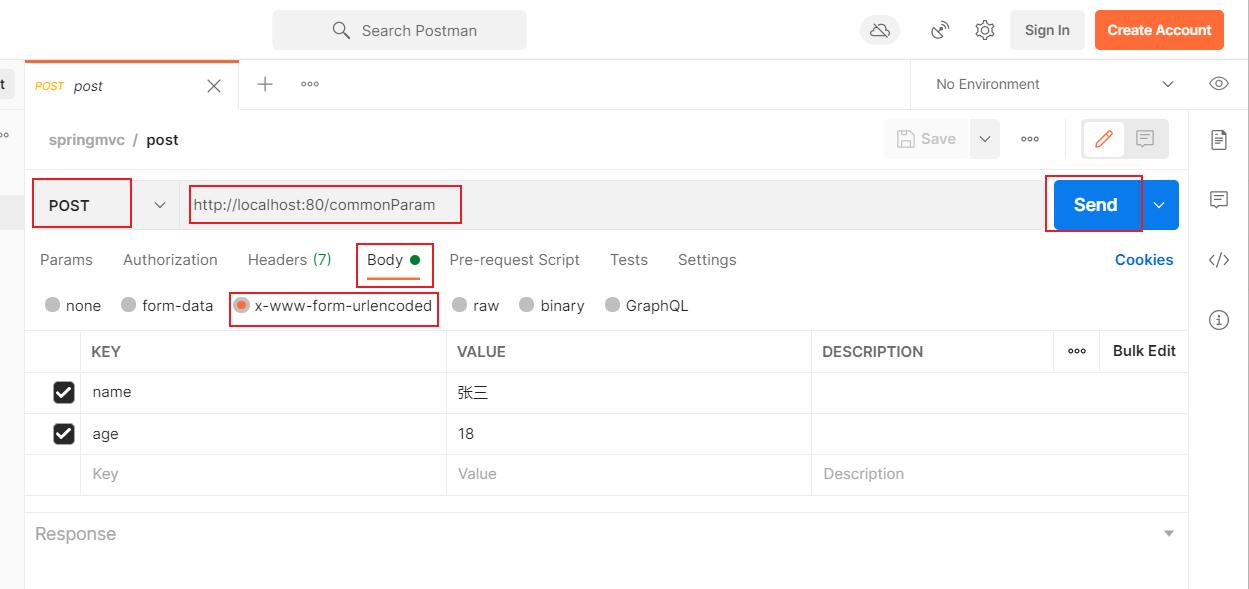 Search Postman
Sign In
Create Account
t
POST post
No Environment
springmvc / post
Save
POST
http://localhost:80/commonParam
Send
Params Authorization Headers (7) Body Pre-request Script Tests Settings Cookies
none form-data x-www-form-urlencoded raw binary GraphQL
KEY VALUE DESCRIPTION Bulk Edit
name 张三
age 18
Key Value Description
Response